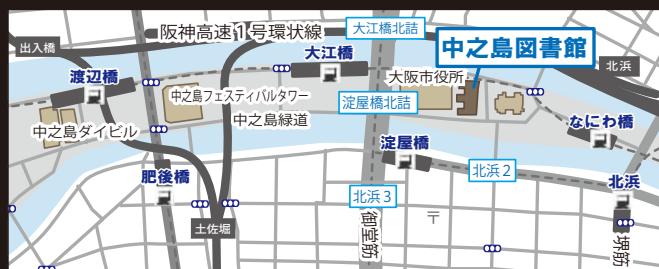 阪神高速1号環状線
大江橋北詰
出入橋
大江橋
中之島図書館
北浜
渡辺橋
大阪市役所
中之島フェスティバルタワー
淀屋橋北詰
中之島緑道
なにわ橋
中之島ダイビル
淀屋橋
肥後橋
北浜2
北浜
北浜3
〒
土佐堀
御堂筋
堺筋